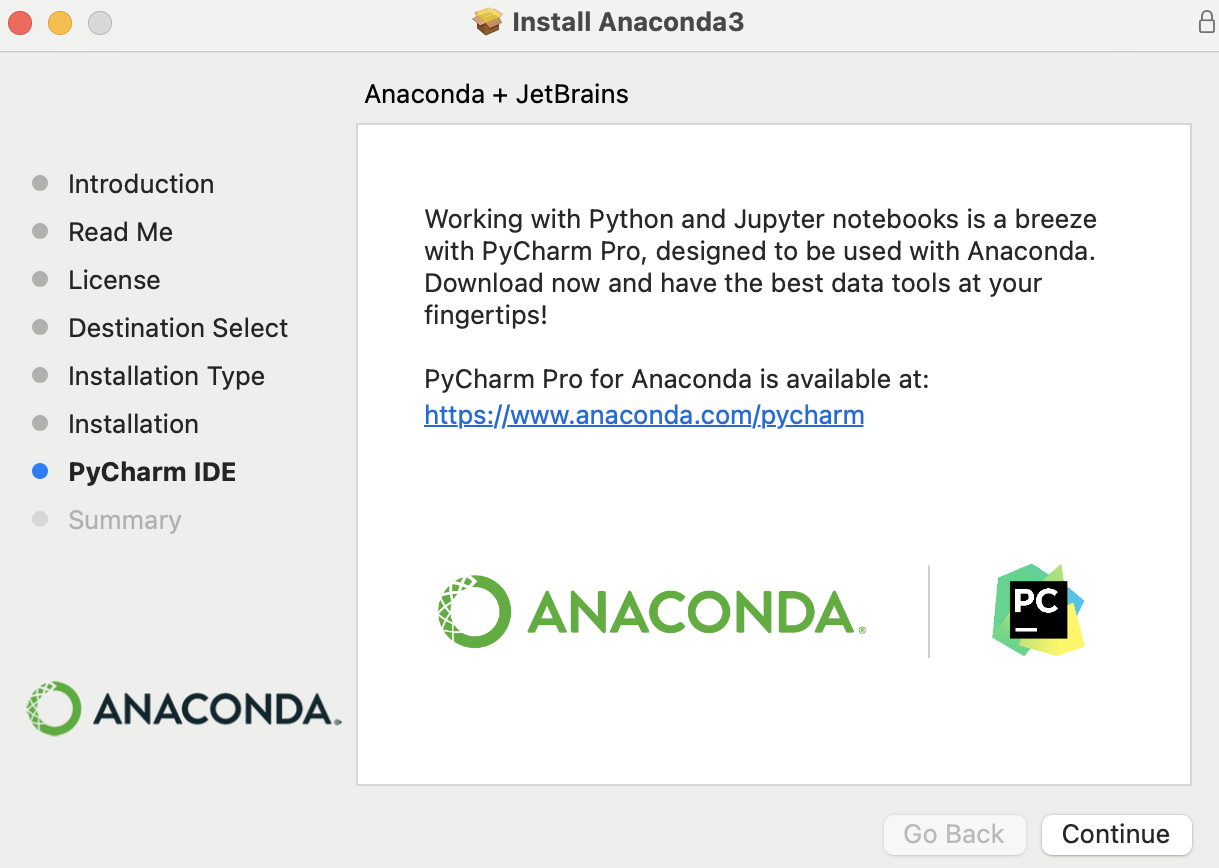 Install Anaconda3
Anaconda + JetBrains
Introduction
Read Me
License
Destination Select
Installation Type
Installation
PyCharm IDE
Summary
Working with Python and Jupyter notebooks is a breeze
with PyCharm Pro, designed to be used with Anaconda.
Download now and have the best data tools at your
fingertips!
PyCharm Pro for Anaconda is available at:
https://www.anaconda.com/pycharm
ANACONDA®
PC
ANACONDA®
Go Back
Continue